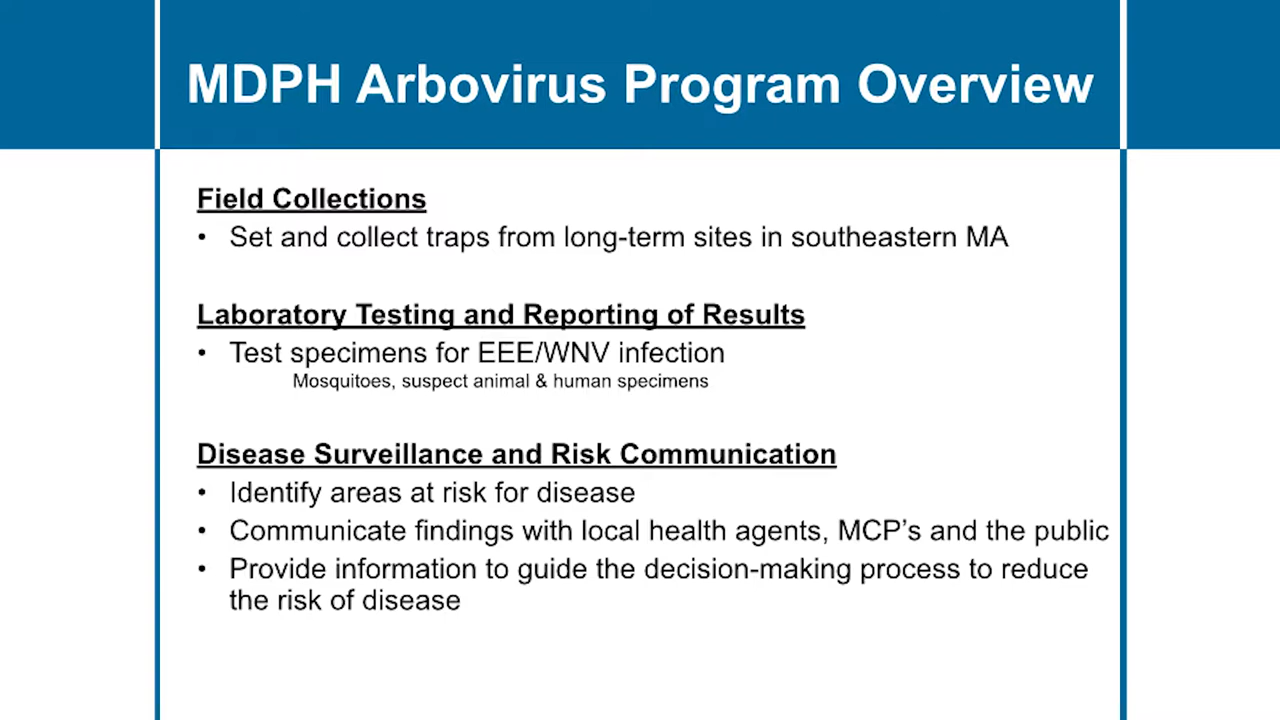 MDPH Arbovirus Program Overview
Field Collections
• Set and collect traps from long-term sites in southeastern MA
Laboratory Testing and Reporting of Results
• Test specimens for EEE/WNV infection
Mosquitoes, suspect animal & human specimens
Disease Surveillance and Risk Communication
• Identify areas at risk for disease
• Communicate findings with local health agents, MCP’s and the public
• Provide information to guide the decision-making process to reduce
the risk of disease